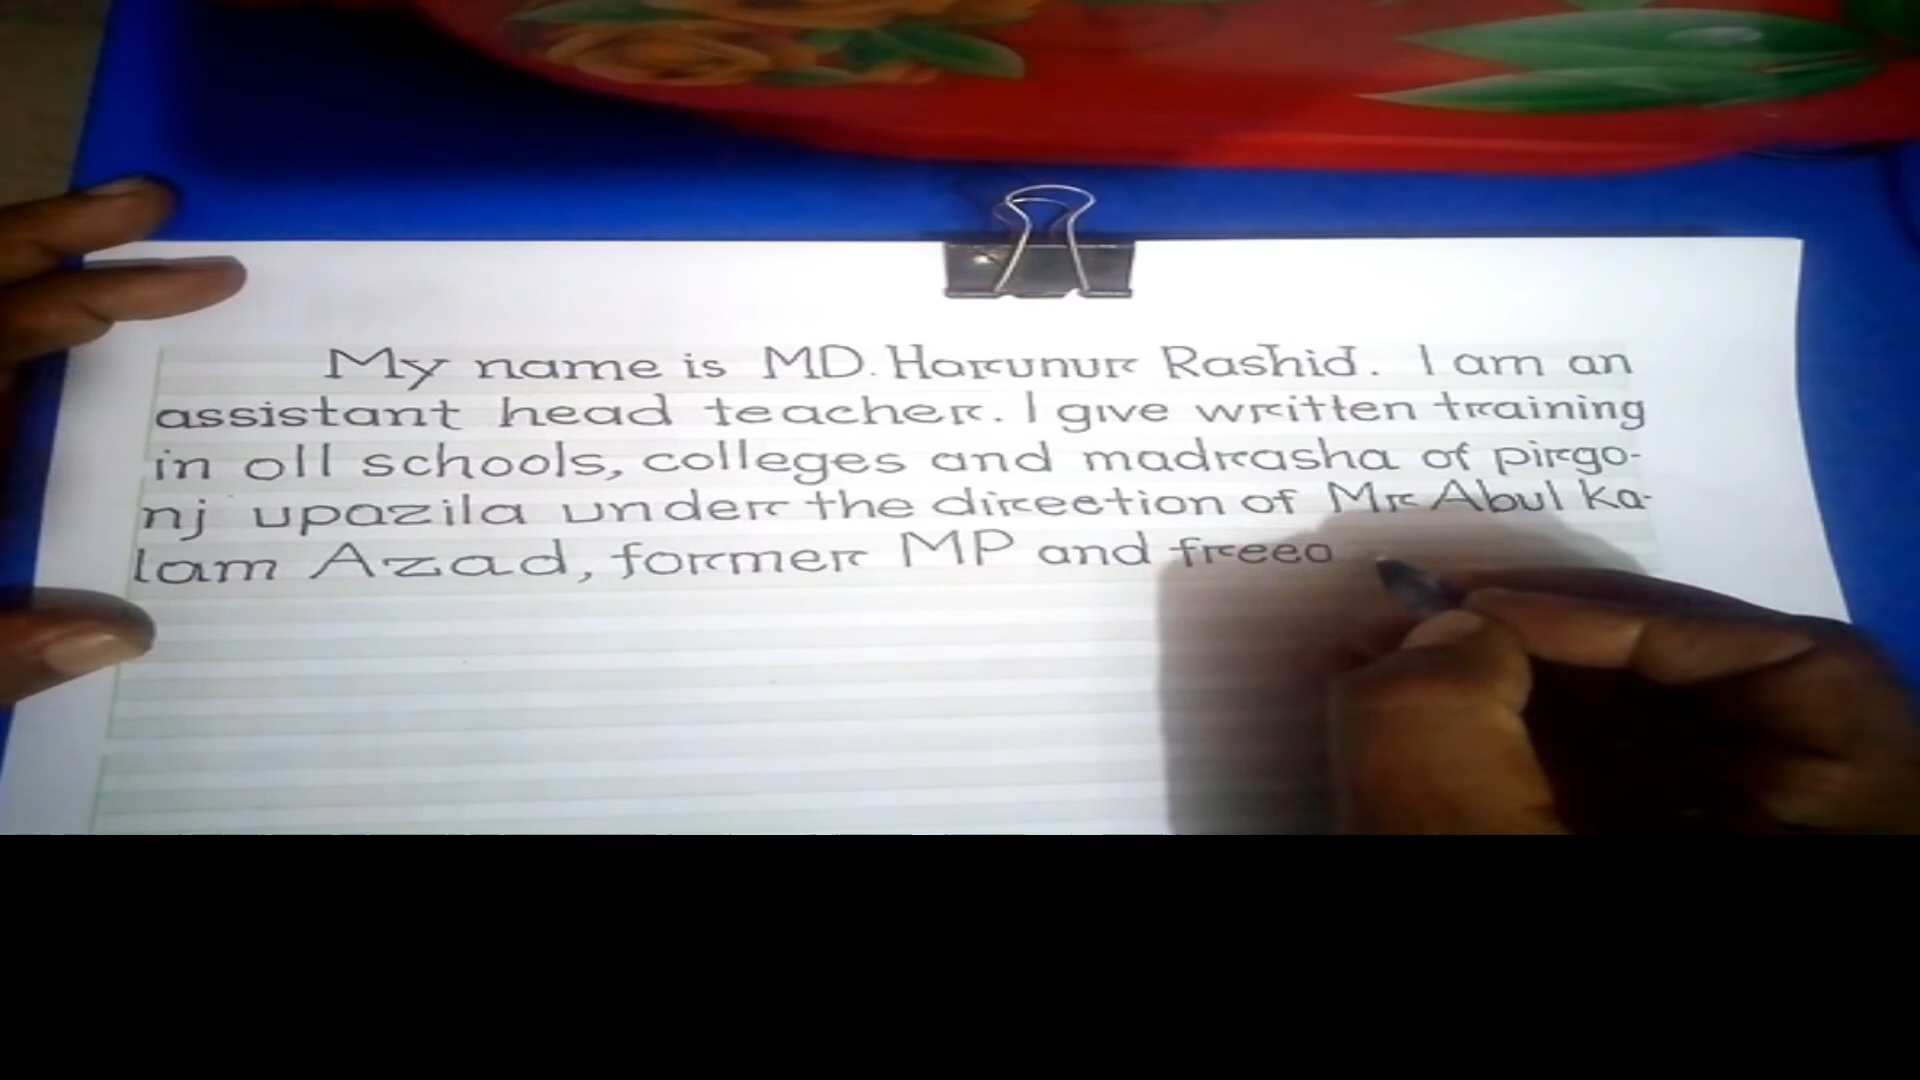 My name is MD. Harunur Rashid. I am an
assistant head teacher. I give written training
in all schools, colleges and madrasha of pirgo-
nj upazila under the direction of Mr Abul Ka-
lam Azad, former MP and freeo